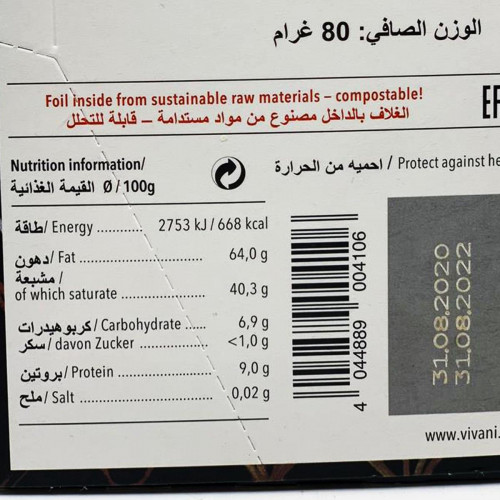 الوزن الصافي: 80 غرام
Foil inside from sustainable raw materials – compostable!
الغلاف بالداخل مصنوع من مواد مستدامة – قابلة للتحلل
Nutrition information/
القيمة الغذائية Ø / 100g
احميه من الحرارة / Protect against
طاقة/ Energy ............ 2753 kJ / 668 kcal
دهون/ Fat ........................ 64,0 g
مشبعة /
of which saturate ................ 40,3 g
كربوهيدرات / Carbohydrate ...... 6,9 g
سكر/ davon Zucker ............... <1,0 g
بروتين/ Protein .................. 9,0 g
ملح/ Salt ........................ 0,02 g
4 044889 004106
31.08.2020
31.08.2022
www.vivani.